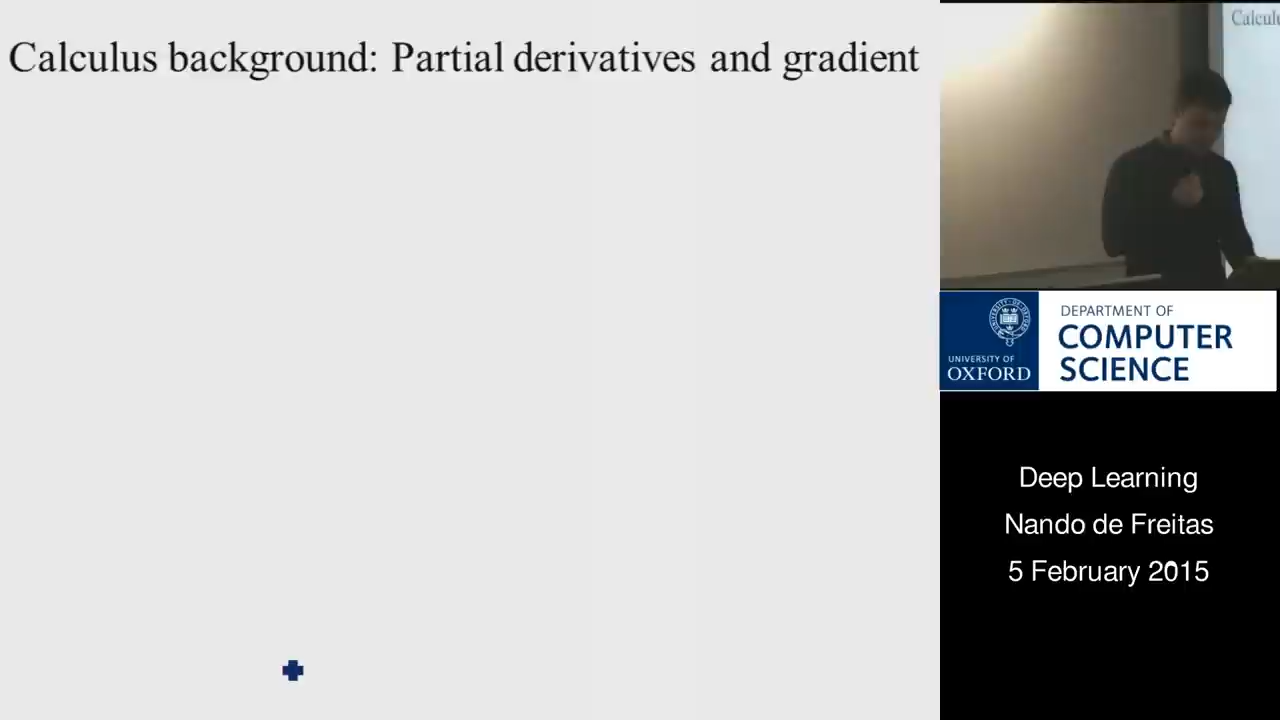 Calculus background: Partial derivatives and gradient
Calcul
DEPARTMENT OF
COMPUTER
SCIENCE
UNIVERSITY OF
OXFORD
Deep Learning
Nando de Freitas
5 February 2015